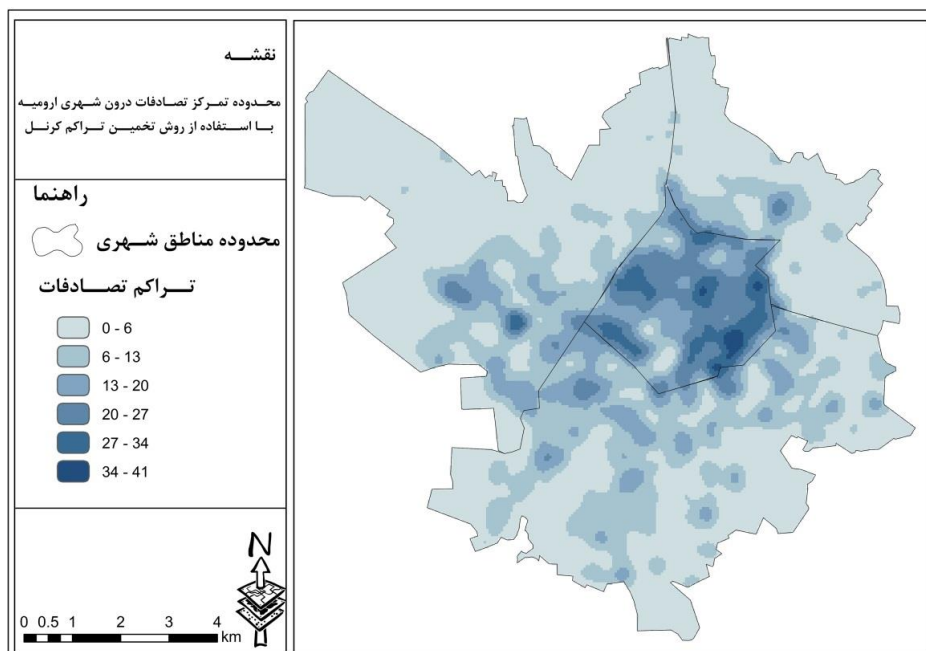 نقشه
محدوده تمرکز تصادفات درون شهری ارومیه
با استفاده از روش تخمین تراکم کرنل
راهنما
محدوده مناطق شهری
تراکم تصادفات
0 - 6
6 - 13
13 - 20
20 - 27
27 - 34
34 - 41
N
0 0.5 1 2 3 4
km